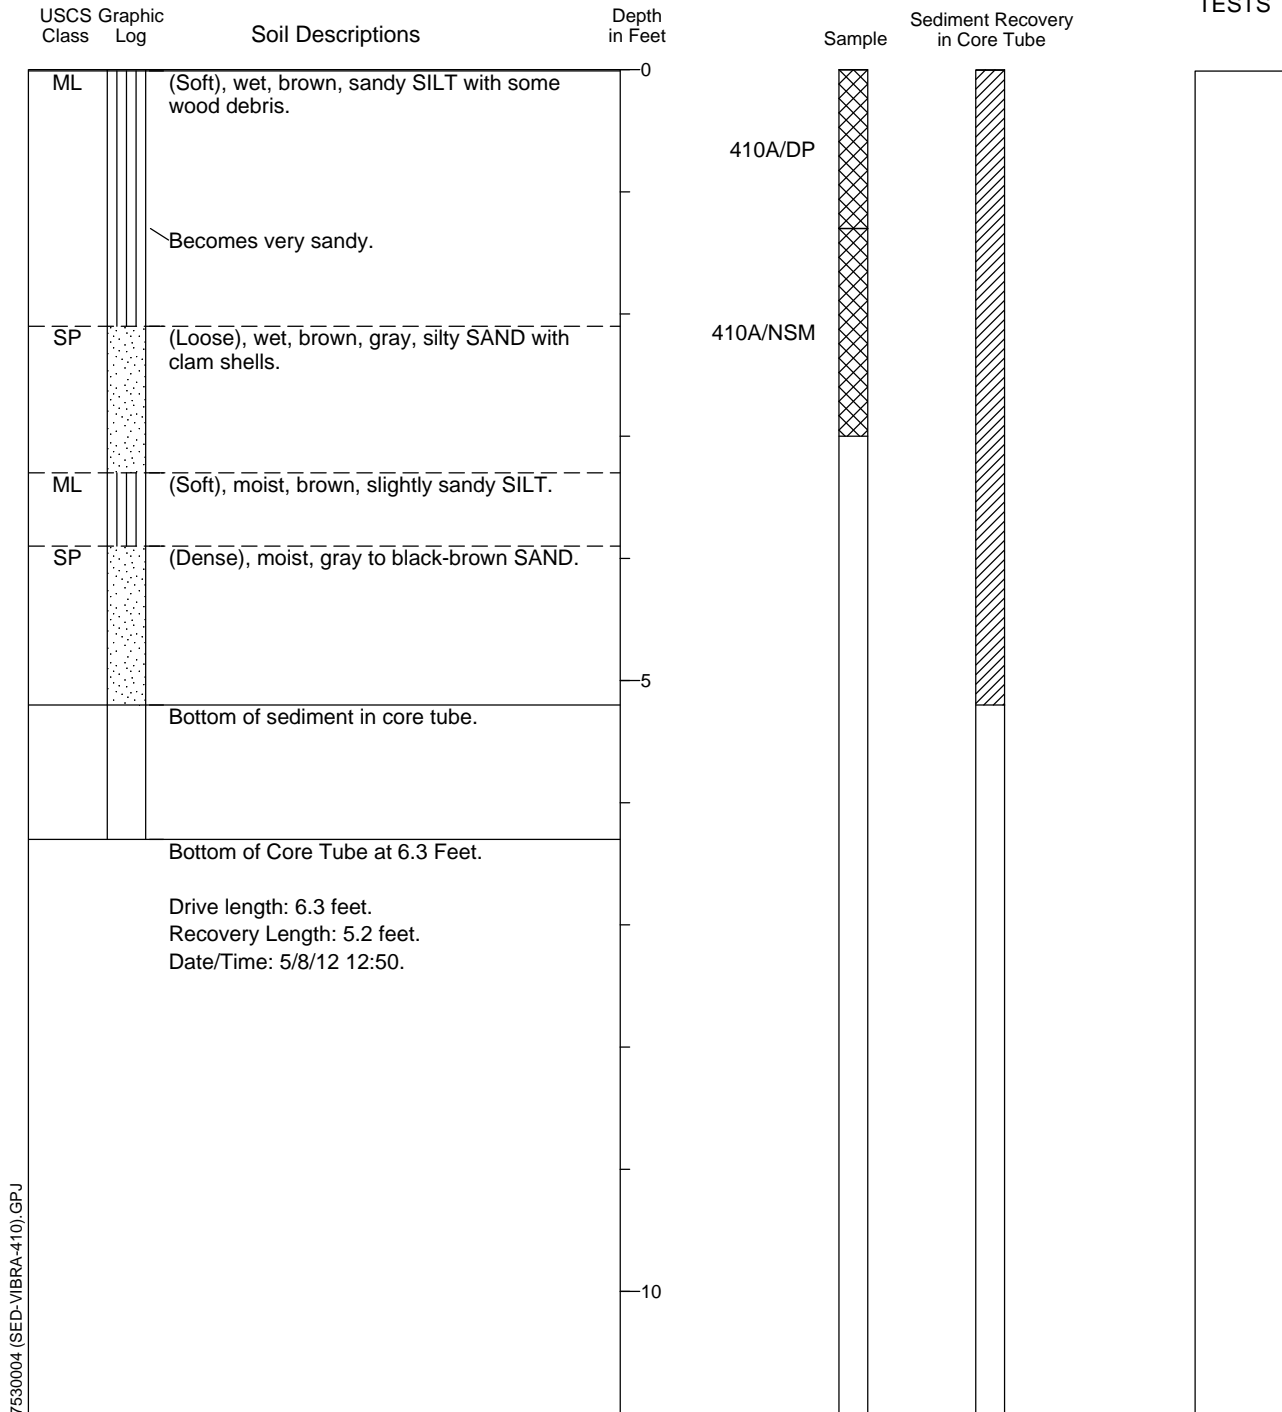 USCS Graphic
Class Log
Soil Descriptions
Depth
in Feet
Sample
Sediment Recovery
in Core Tube
TESTS
0
ML
(Soft), wet, brown, sandy SILT with some
wood debris.
410A/DP
Becomes very sandy.
SP
(Loose), wet, brown, gray, silty SAND with
clam shells.
410A/NSM
ML
(Soft), moist, brown, slightly sandy SILT.
SP
(Dense), moist, gray to black-brown SAND.
5
Bottom of sediment in core tube.
Bottom of Core Tube at 6.3 Feet.
Drive length: 6.3 feet.
Recovery Length: 5.2 feet.
Date/Time: 5/8/12 12:50.
10
7530004 (SED-VIBRA-410).GPJ